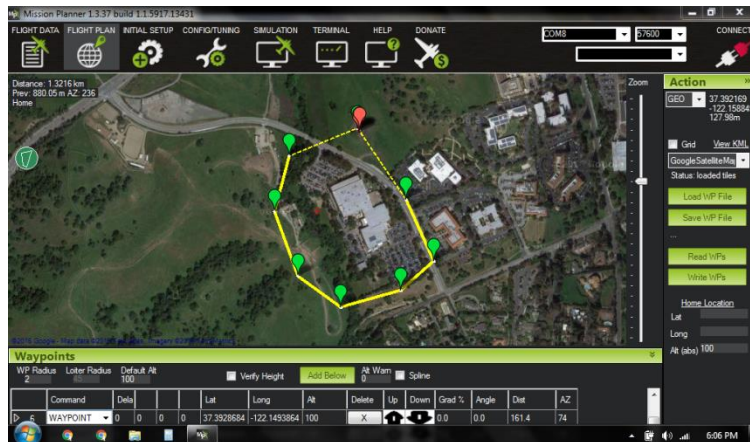 Mission Planner 1.3.37 build 1.1.5917.13431
FLIGHT DATA FLIGHT PLAN INITIAL SETUP CONFIG/TUNING SIMULATION TERMINAL HELP DONATE
COM8 57600 CONNECT
Distance: 1.3216 km
Prev: 880.05 m AZ: 236
Home
Zoom
Action »
GEO 37.392169
-122.15884
127.98m
Grid View KML
GoogleSatelliteMap
Status: loaded tiles
Load WP File
Save WP File
...
Read WPs
Write WPs
Home Location
Lat
Long
Alt (abs) 100
Waypoints
WP Radius Loiter Radius Default Alt Alt Warn
2 45 100 Verify Height Add Below 0 Spline
Command Dela Lat Long Alt Delete Up Down Grad % Angle Dist AZ
6 WAYPOINT 0 0 0 0 37.3928684 -122.1493864 100 X 0.0 0.0 161.4 74
6:06 PM